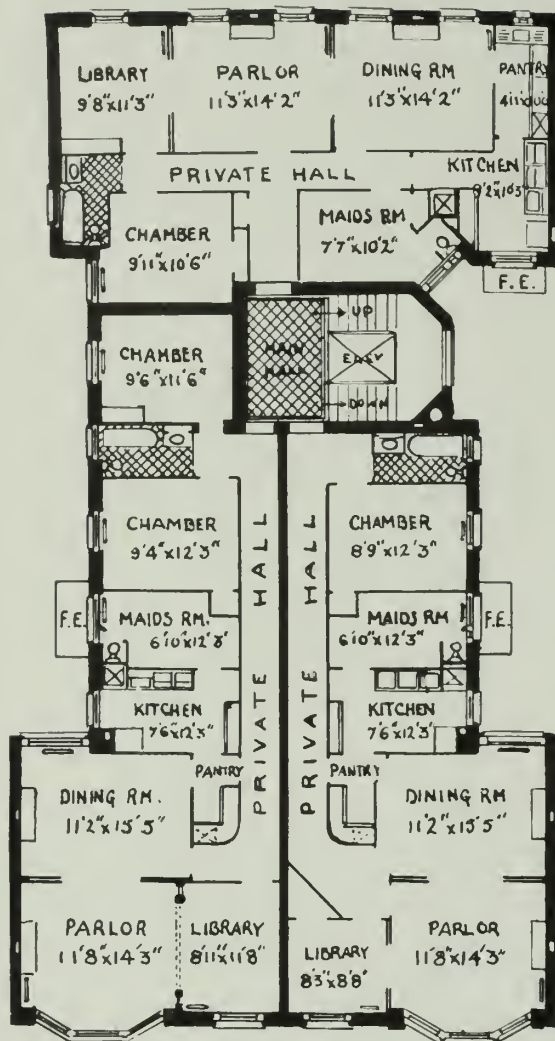 LIBRARY
9'8"x11'3"
PARLOR
11'3"x14'2"
DINING RM
11'3"x14'2"
PANTRY
PRIVATE HALL
KITCHEN
CHAMBER
9'11"x10'6"
MAIDS RM
7'7"x10'2"
F.E.
CHAMBER
9'6"x11'6"
MAIN
HALL
UP
ELEV
DOWN
CHAMBER
9'4"x12'3"
PRIVATE HALL
PRIVATE HALL
CHAMBER
8'9"x12'3"
F.E.
MAIDS RM.
6'10"x12'3"
MAIDS RM
6'10"x12'3"
F.E.
KITCHEN
7'6"x12'3"
KITCHEN
7'6"x12'3"
PANTRY
PANTRY
DINING RM.
11'2"x15'5"
DINING RM
11'2"x15'5"
PARLOR
11'8"x14'3"
LIBRARY
8'11"x11'8"
LIBRARY
8'3"x8'8"
PARLOR
11'8"x14'3"